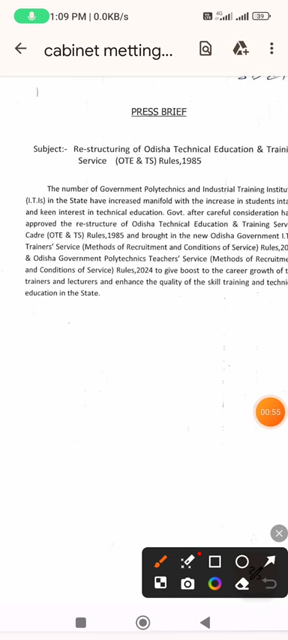 1:09 PM | 0.0KB/s
4G
39
cabinet metting...
PRESS BRIEF
Subject:- Re-structuring of Odisha Technical Education & Traini
Service (OTE & TS) Rules,1985
The number of Government Polytechnics and Industrial Training Institu
(I.T.Is) in the State have increased manifold with the increase in students inta
and keen interest in technical education. Govt. after careful consideration ha
approved the re-structure of Odisha Technical Education & Training Serv
Cadre (OTE & TS) Rules,1985 and brought in the new Odisha Government I.T
Trainers' Service (Methods of Recruitment and Conditions of Service) Rules,20
& Odisha Government Polytechnic Teachers' Service (Methods of Recruitme
and Conditions of Service) Rules,2024 to give boost to the career growth of t
trainers and lecturers and enhance the quality of the skill training and techni
education in the State.
00:55